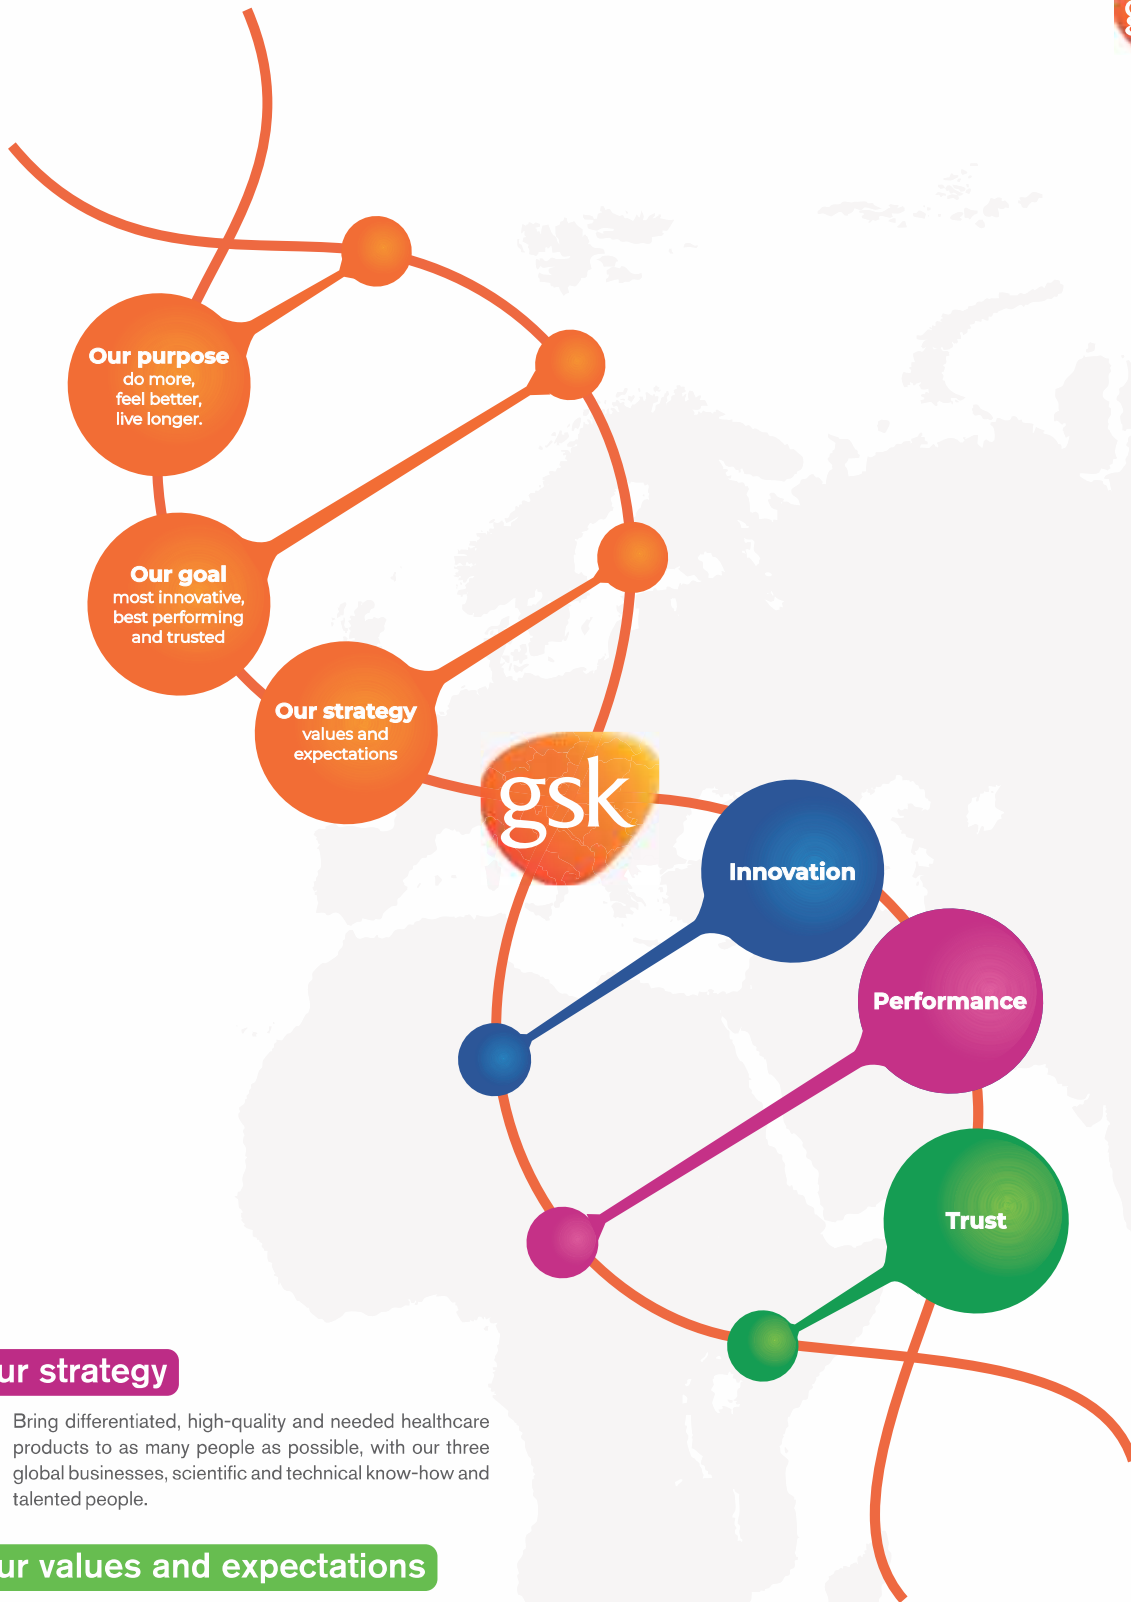 Our purpose
do more,
feel better,
live longer.
Our goal
most innovative,
best performing
and trusted
Our strategy
values and
expectations
gsk
Innovation
Performance
Trust
ur strategy
Bring differentiated, high-quality and needed healthcare
products to as many people as possible, with our three
global businesses, scientific and technical know-how and
talented people.
ur values and expectations